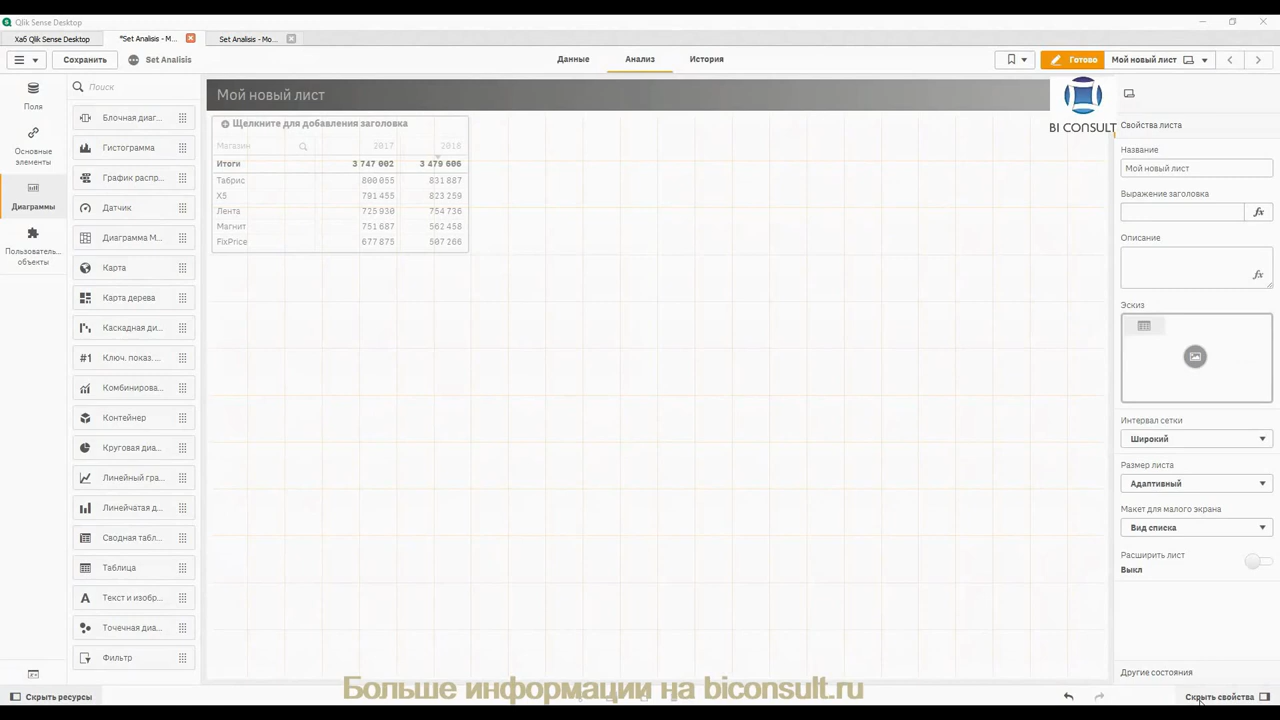 Qlik Sense Desktop
Хаб Qlik Sense Desktop
*Set Analisis - M...
Set Analisis - Mo...
Сохранить
Set Analisis
Данные
Анализ
История
Готово
Мой новый лист
Поля
Основные элементы
Диаграммы
Пользователь... объекты
Поиск
Блочная диаг...
Гистограмма
График распр...
Датчик
Диаграмма M...
Карта
Карта дерева
Каскадная ди...
#1 Ключ. показ. ...
Комбинирова...
Контейнер
Круговая диа...
Линейный гра...
Линейчатая д...
Сводная табл...
Таблица
A Текст и изобр...
Точечная диа...
Фильтр
Скрыть ресурсы
Мой новый лист
Щелкните для добавления заголовка
Магазин 2017 2018
Итоги 3 747 002 3 479 606
Табрис 800 055 831 887
X5 791 455 823 259
Лента 725 930 754 736
Магнит 751 687 562 458
FixPrice 677 875 507 266
BI CONSULT
Свойства листа
Название
Мой новый лист
Выражение заголовка
fx
Описание
fx
Эскиз
Интервал сетки
Широкий
Размер листа
Адаптивный
Макет для малого экрана
Вид списка
Расширить лист
Выкл
Другие состояния
Скрыть свойства
Больше информации на biconsult.ru